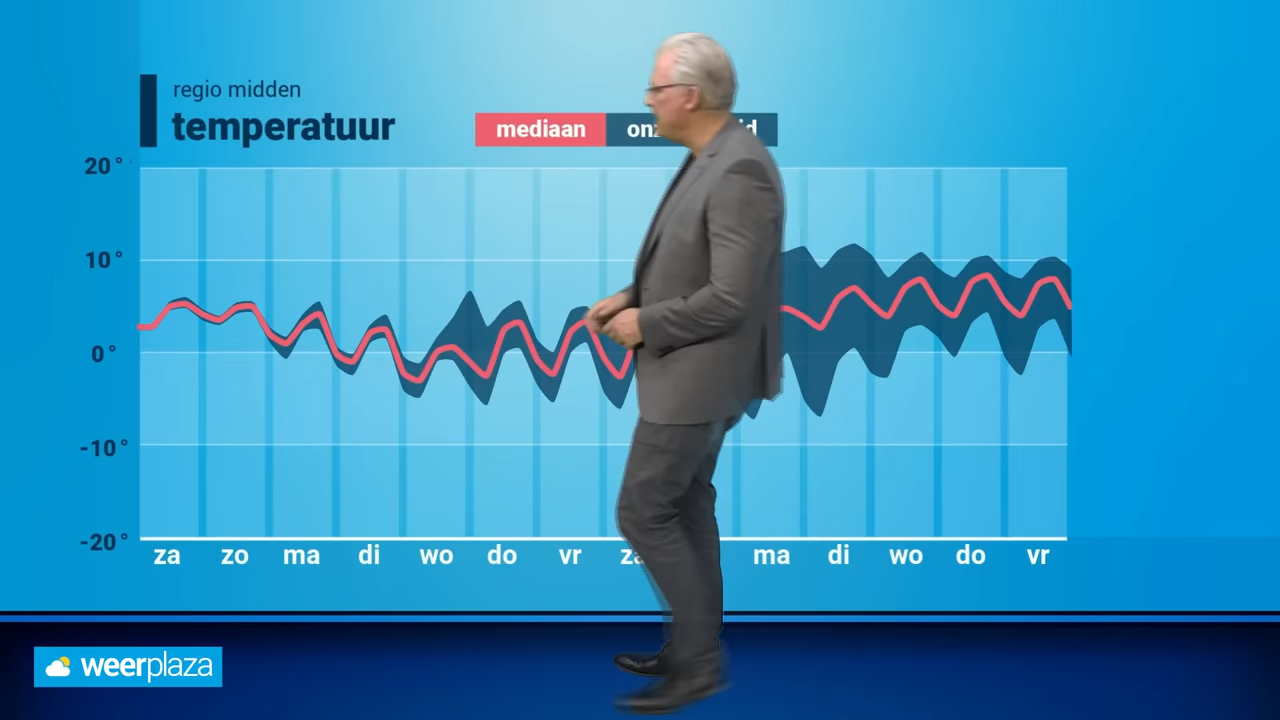 regio midden
temperatuur
mediaan
20°
10°
0°
-10°
-20°
za zo ma di wo do vr ma di wo do vr
weerplaza